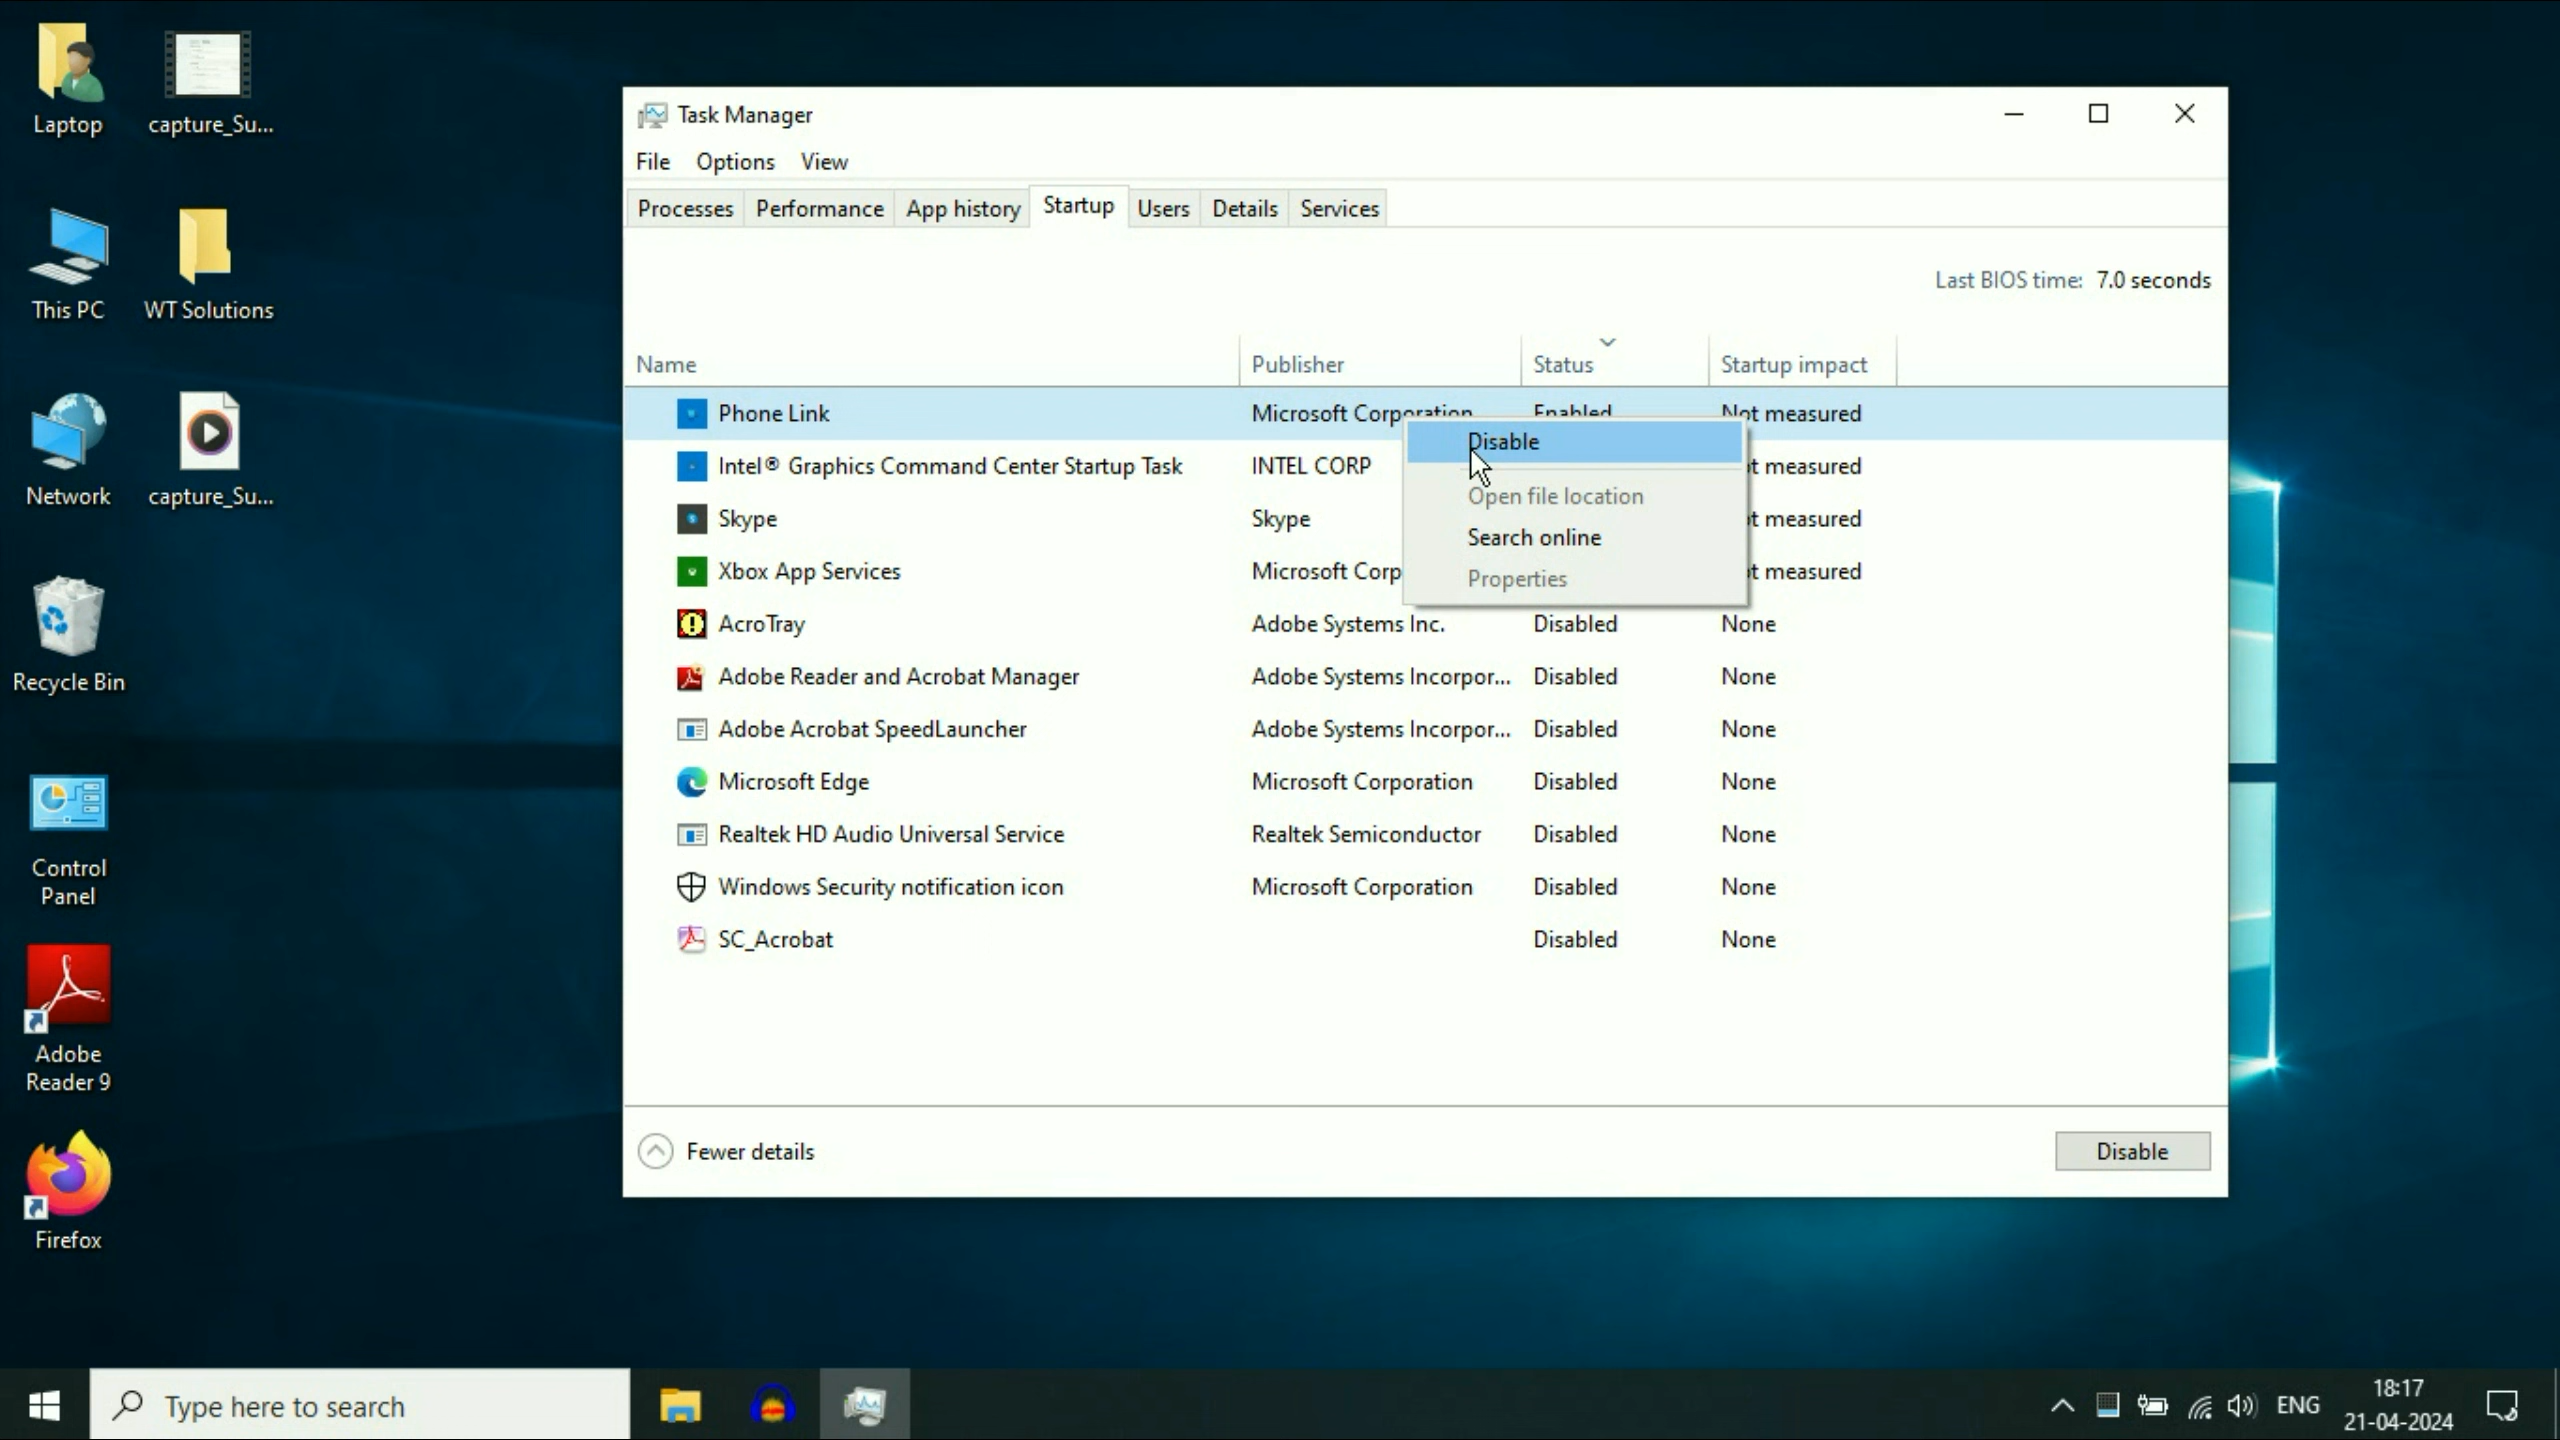 Laptop
capture_Su...
This PC
WT Solutions
Network
capture_Su...
Recycle Bin
Control
Panel
Adobe
Reader 9
Firefox
Task Manager
File Options View
Processes Performance App history Startup Users Details Services
Last BIOS time: 7.0 seconds
Name Publisher Status Startup impact
Phone Link Microsoft Corporation Enabled Not measured
Intel® Graphics Command Center Startup Task INTEL CORP measured
Skype Skype measured
Xbox App Services Microsoft Corp measured
Disable
Open file location
Search online
Properties
AcroTray Adobe Systems Inc. Disabled None
Adobe Reader and Acrobat Manager Adobe Systems Incorpor... Disabled None
Adobe Acrobat SpeedLauncher Adobe Systems Incorpor... Disabled None
Microsoft Edge Microsoft Corporation Disabled None
Realtek HD Audio Universal Service Realtek Semiconductor Disabled None
Windows Security notification icon Microsoft Corporation Disabled None
SC_Acrobat Disabled None
Fewer details Disable
Type here to search
ENG
18:17
21-04-2024